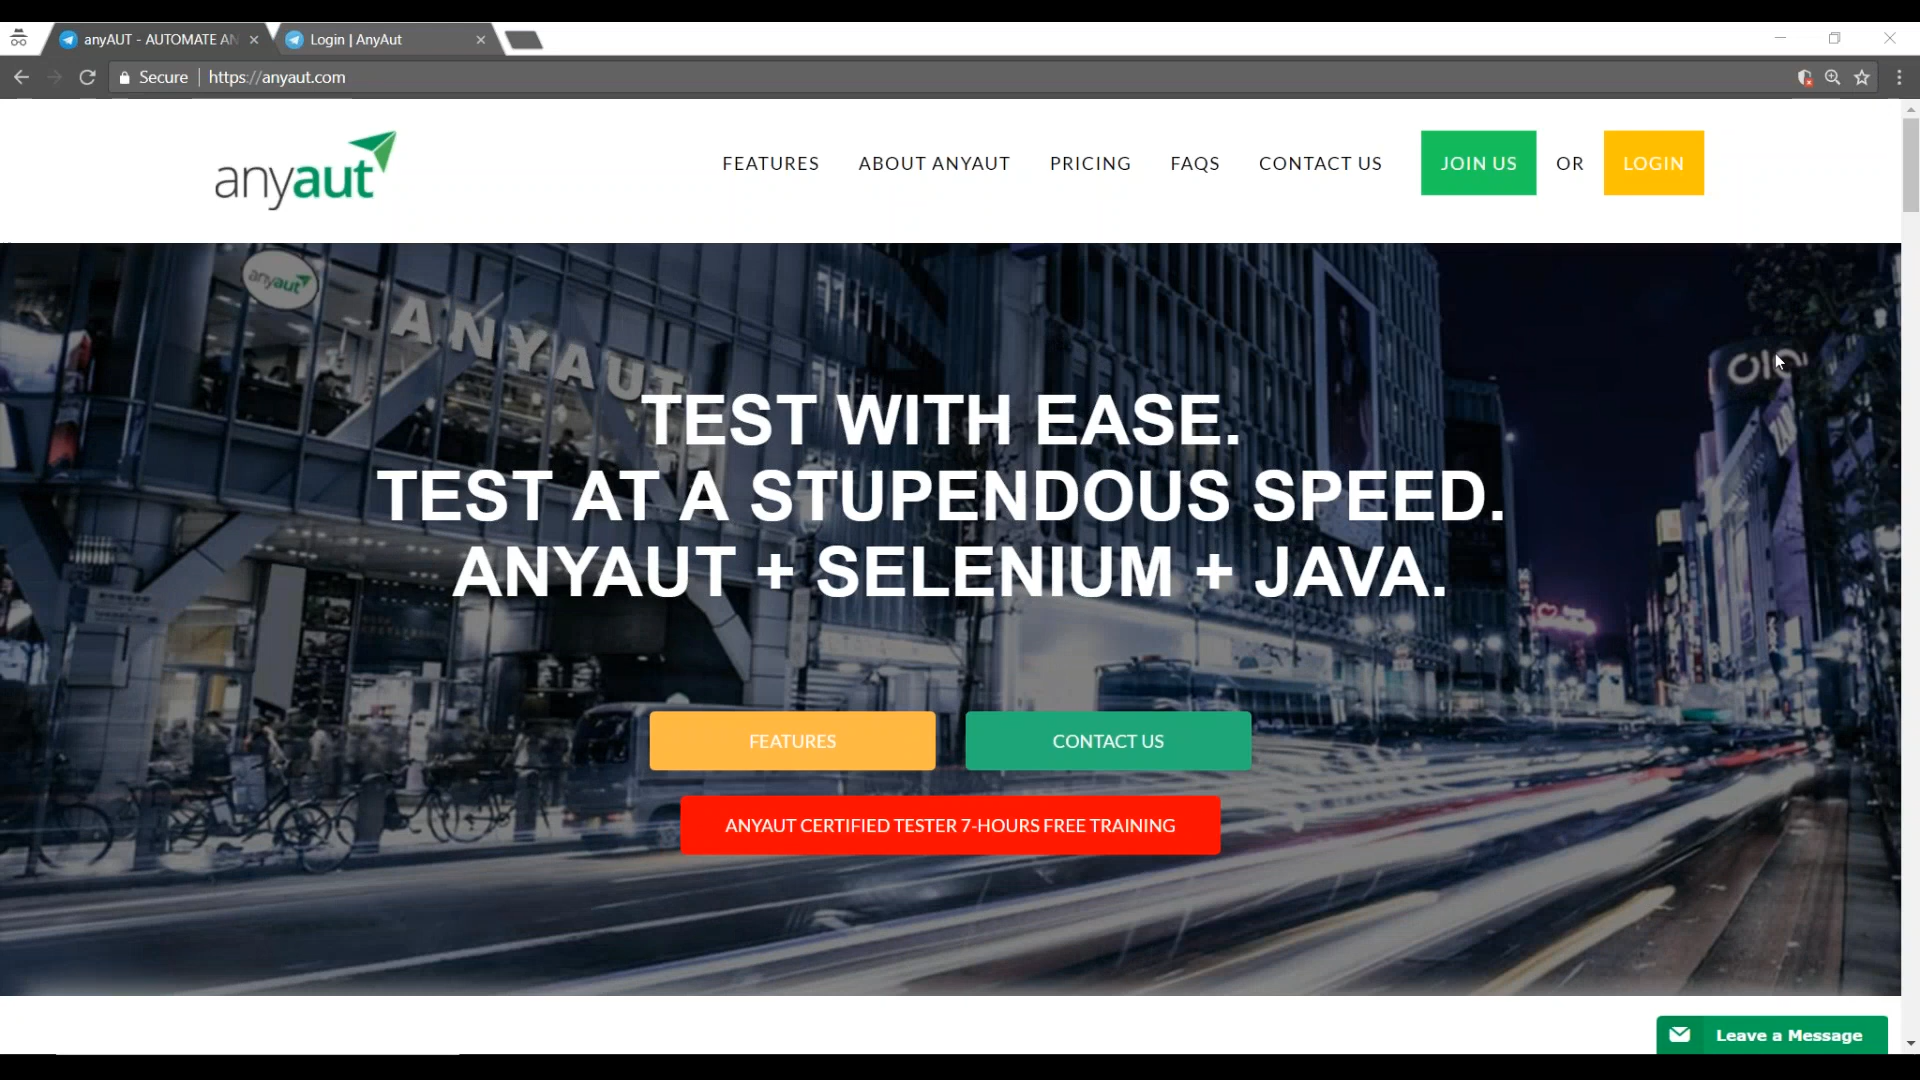 anyAUT - AUTOMATE AN
Login | AnyAut
Secure
https://anyaut.com
anyaut
FEATURES
ABOUT ANYAUT
PRICING
FAQS
CONTACT US
JOIN US
OR
LOGIN
anyaut
ANYAUT
TEST WITH EASE.
TEST AT A STUPENDOUS SPEED.
ANYAUT + SELENIUM + JAVA.
FEATURES
CONTACT US
ANYAUT CERTIFIED TESTER 7-HOURS FREE TRAINING
Leave a Message